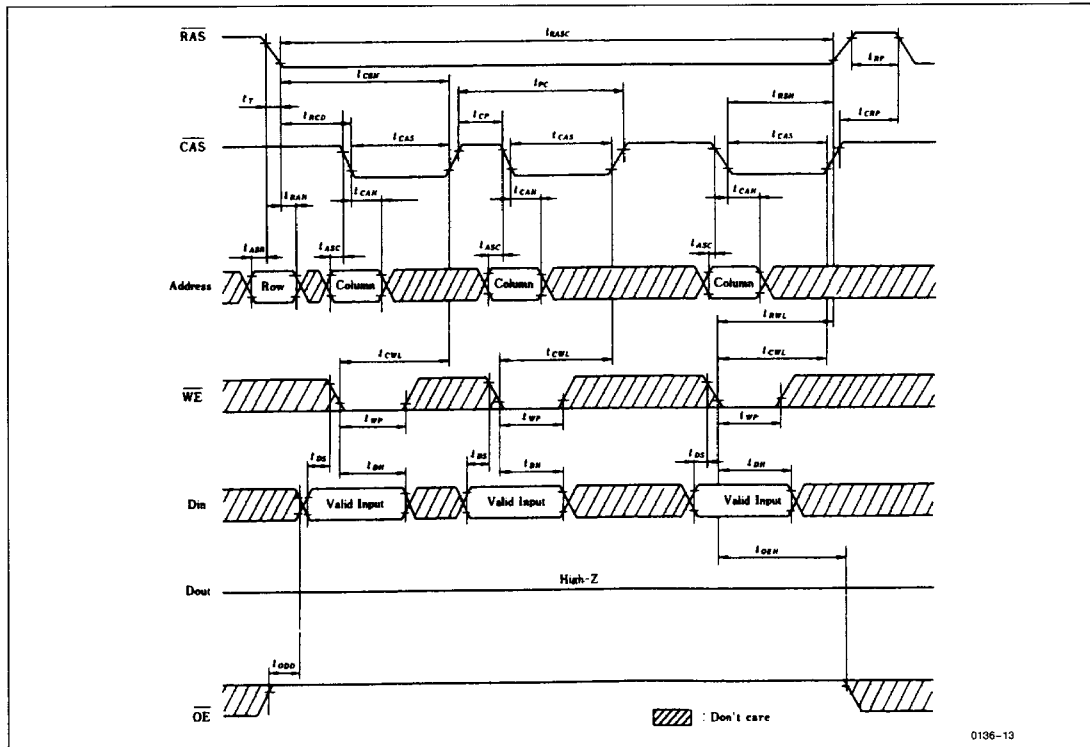 RAS
tRASC
tRP
tCSH
tPC
tT
tRCD
tCP
tRSH
tCRP
CAS
tCAS
tCAS
tCAS
tRAH
tCAH
tCAH
tCAH
tASR
tASC
tASC
tASC
Address
Row
Column
Column
Column
tRWL
tCWL
tCWL
tCWL
WE
tWP
tWP
tWP
tDS
tDH
tDS
tDH
tDS
tDH
Din
Valid Input
Valid Input
Valid Input
tOEH
Dout
High-Z
tODD
OE
: Don't care
0136-13